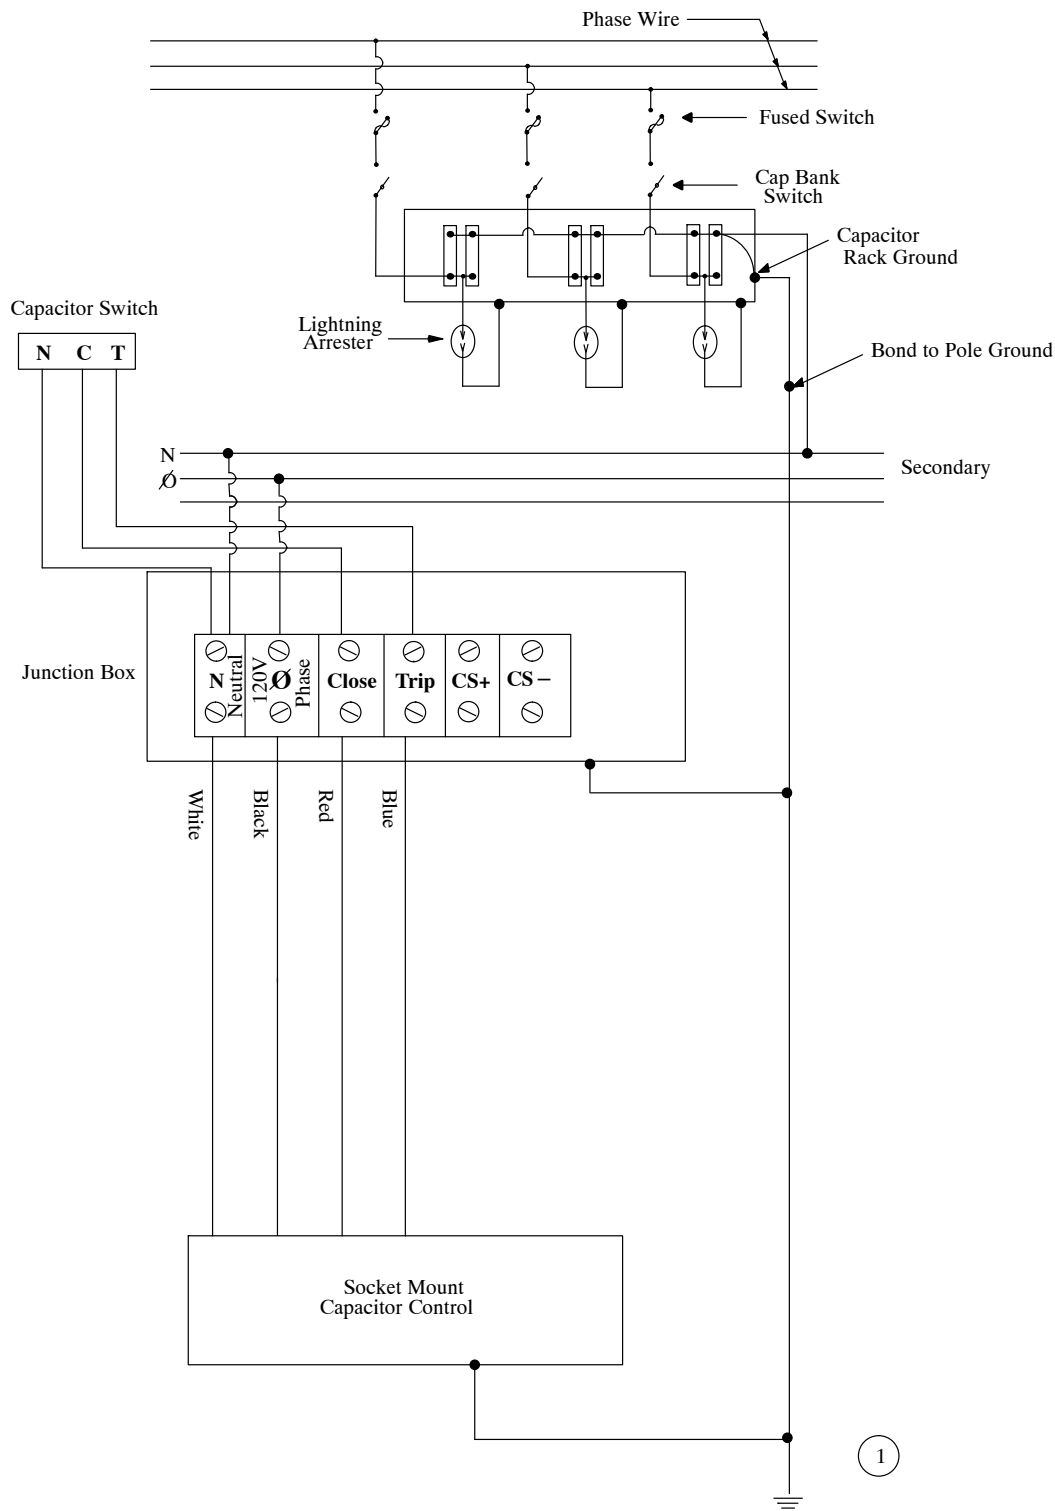 Phase Wire
Fused Switch
Cap Bank
Switch
Capacitor
Rack Ground
Capacitor Switch
N C T
Lightning
Arrester
Bond to Pole Ground
N
Ø
Secondary
Junction Box
N
Neutral
120V
Ø
Phase
Close
Trip
CS+
CS−
White
Black
Red
Blue
Socket Mount
Capacitor Control
1